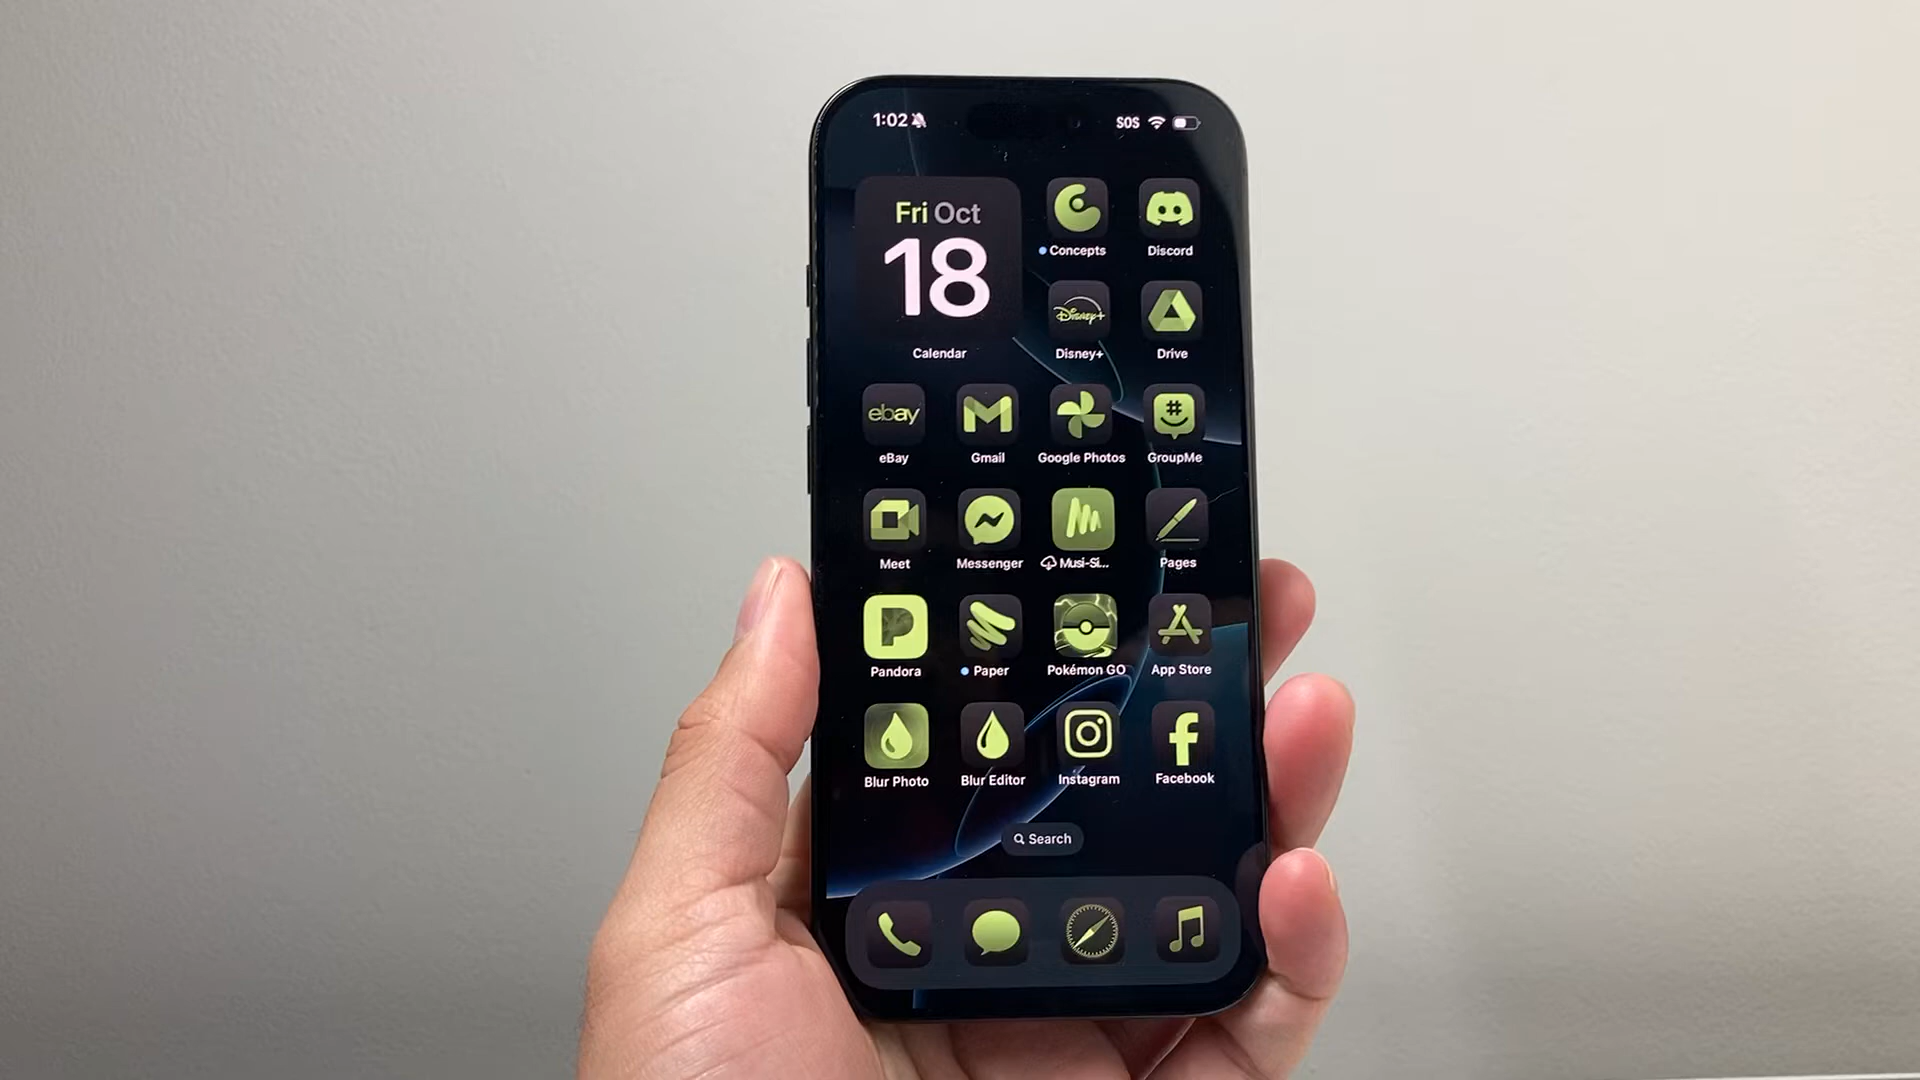 1:02
SOS
Fri Oct
18
Calendar
Concepts
Discord
Disney+
Disney+
Drive
ebay
eBay
Gmail
Google Photos
#
GroupMe
Meet
Messenger
Musi-Si...
Pages
P
Pandora
Paper
Pokémon GO
App Store
Blur Photo
Blur Editor
Instagram
f
Facebook
Search